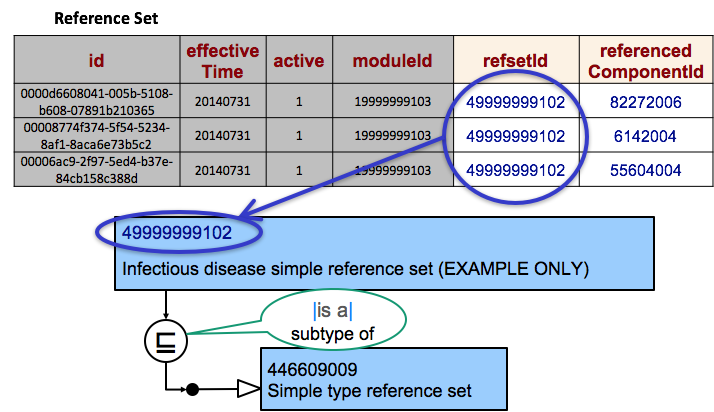 Reference Set
id effective Time active moduleId refsetId referenced ComponentId
0000d6608041-005b-5108-b608-07891b210365 20140731 1 19999999103 49999999102 82272006
00008774f374-5f54-5234-8af1-8aca6e73b5c2 20140731 1 19999999103 49999999102 6142004
00006ac9-2f97-5ed4-b37e-84cb158c388d 20140731 1 19999999103 49999999102 55604004
49999999102
Infectious disease simple reference set (EXAMPLE ONLY)
|is a|
subtype of
⊑
446609009
Simple type reference set